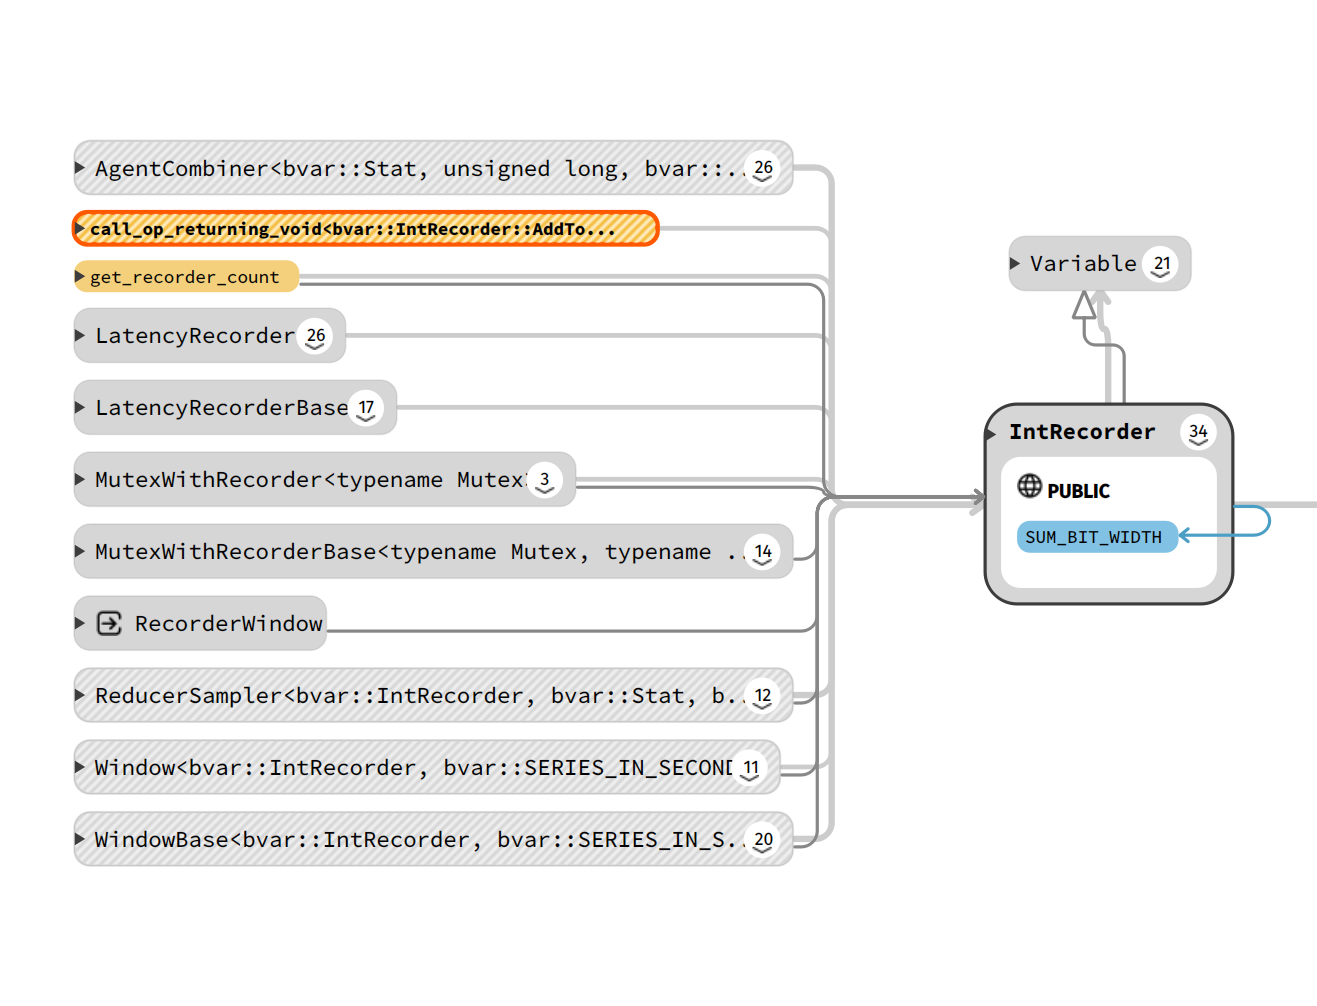 AgentCombiner<bvar::Stat, unsigned long, bvar::.. 26
call_op_returning_void<bvar::IntRecorder::AddTo...
get_recorder_count
LatencyRecorder 26
LatencyRecorderBase 17
MutexWithRecorder<typename Mutex> 3
MutexWithRecorderBase<typename Mutex, typename .. 14
RecorderWindow
ReducerSampler<bvar::IntRecorder, bvar::Stat, b.. 12
Window<bvar::IntRecorder, bvar::SERIES_IN_SECOND 11
WindowBase<bvar::IntRecorder, bvar::SERIES_IN_S.. 20
Variable 21
IntRecorder 34
PUBLIC
SUM_BIT_WIDTH